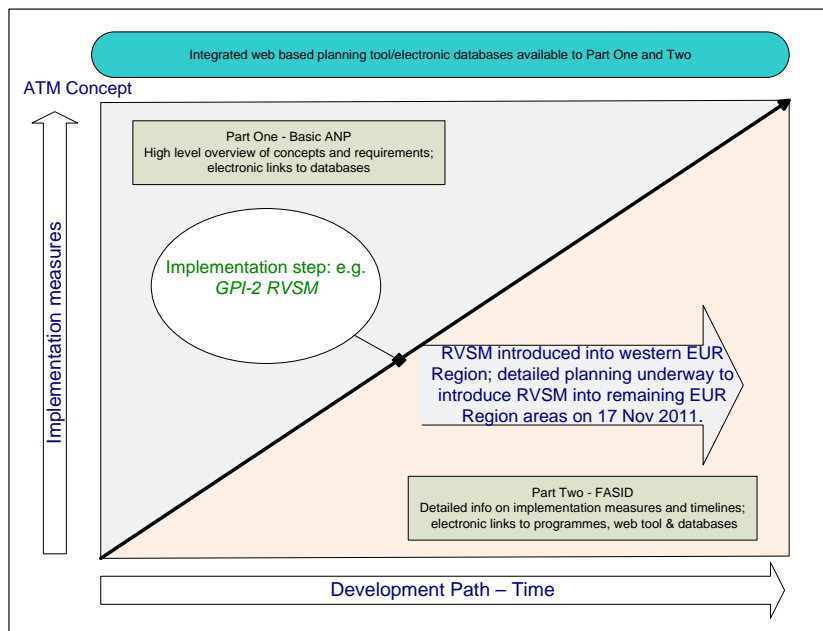 Integrated web based planning tool/electronic databases available to Part One and Two
ATM Concept
Part One - Basic ANP
High level overview of concepts and requirements;
electronic links to databases
Implementation step: e.g.
GPI-2 RVSM
Implementation measures
RVSM introduced into western EUR
Region; detailed planning underway to
introduce RVSM into remaining EUR
Region areas on 17 Nov 2011.
Part Two - FASID
Detailed info on implementation measures and timelines;
electronic links to programmes, web tool & databases
Development Path – Time